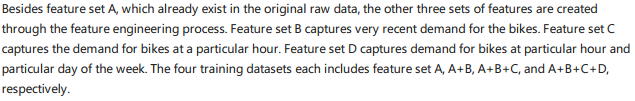 Besides feature set A, which already exist in the original raw data, the other three sets of features are created
through the feature engineering process. Feature set B captures very recent demand for the bikes. Feature set C
captures the demand for bikes at a particular hour. Feature set D captures demand for bikes at particular hour and
particular day of the week. The four training datasets each includes feature set A, A+B, A+B+C, and A+B+C+D,
respectively.